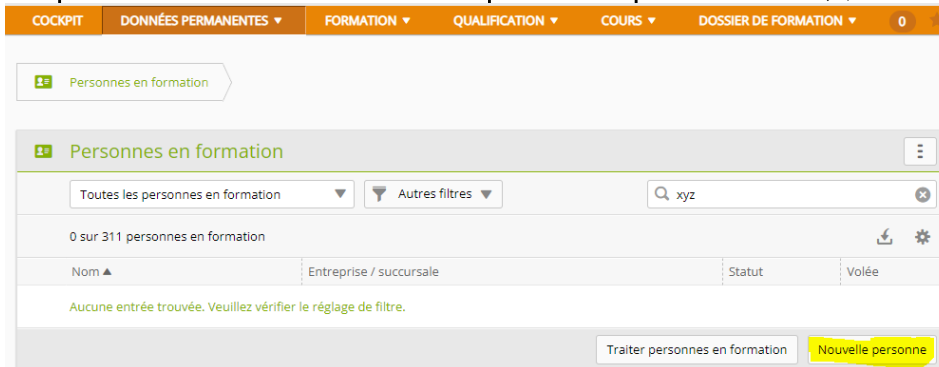 COCKPIT DONNÉES PERMANENTES ▼ FORMATION ▼ QUALIFICATION ▼ COURS ▼ DOSSIER DE FORMATION ▼ 0
Personnes en formation
Personnes en formation
Toutes les personnes en formation ▼ Autres filtres ▼ xyz
0 sur 311 personnes en formation
Nom ▲ Entreprise / succursale Statut Volée
Aucune entrée trouvée. Veuillez vérifier le réglage de filtre.
Traiter personnes en formation Nouvelle personne